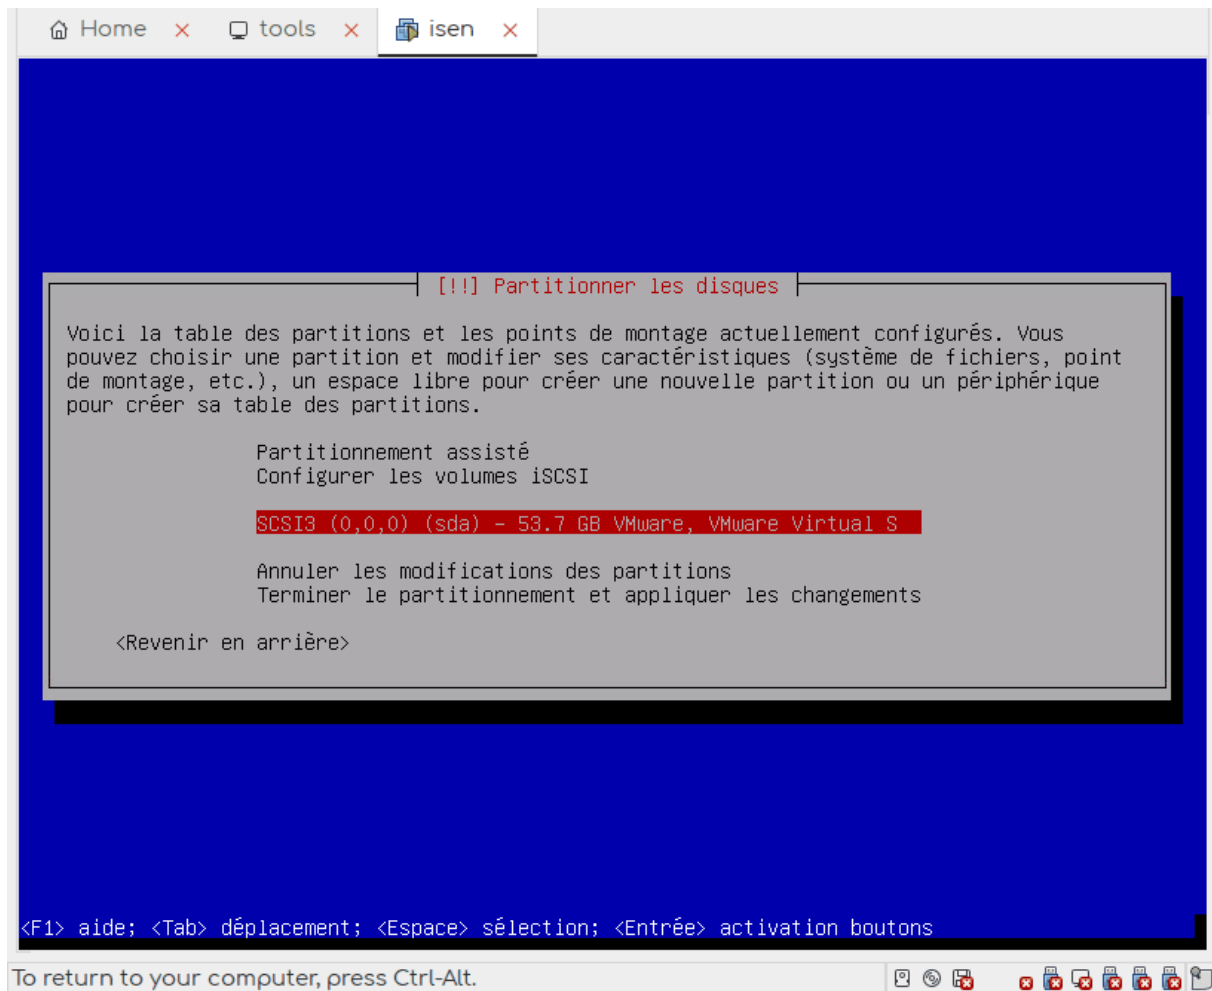 Home × tools × isen ×
[!!] Partitionner les disques
Voici la table des partitions et les points de montage actuellement configurés. Vous
pouvez choisir une partition et modifier ses caractéristiques (système de fichiers, point
de montage, etc.), un espace libre pour créer une nouvelle partition ou un périphérique
pour créer sa table des partitions.
Partitionnement assisté
Configurer les volumes iSCSI
SCSI3 (0,0,0) (sda) - 53.7 GB VMware, VMware Virtual S
Annuler les modifications des partitions
Terminer le partitionnement et appliquer les changements
<Revenir en arrière>
<F1> aide; <Tab> déplacement; <Espace> sélection; <Entrée> activation boutons
To return to your computer, press Ctrl-Alt.